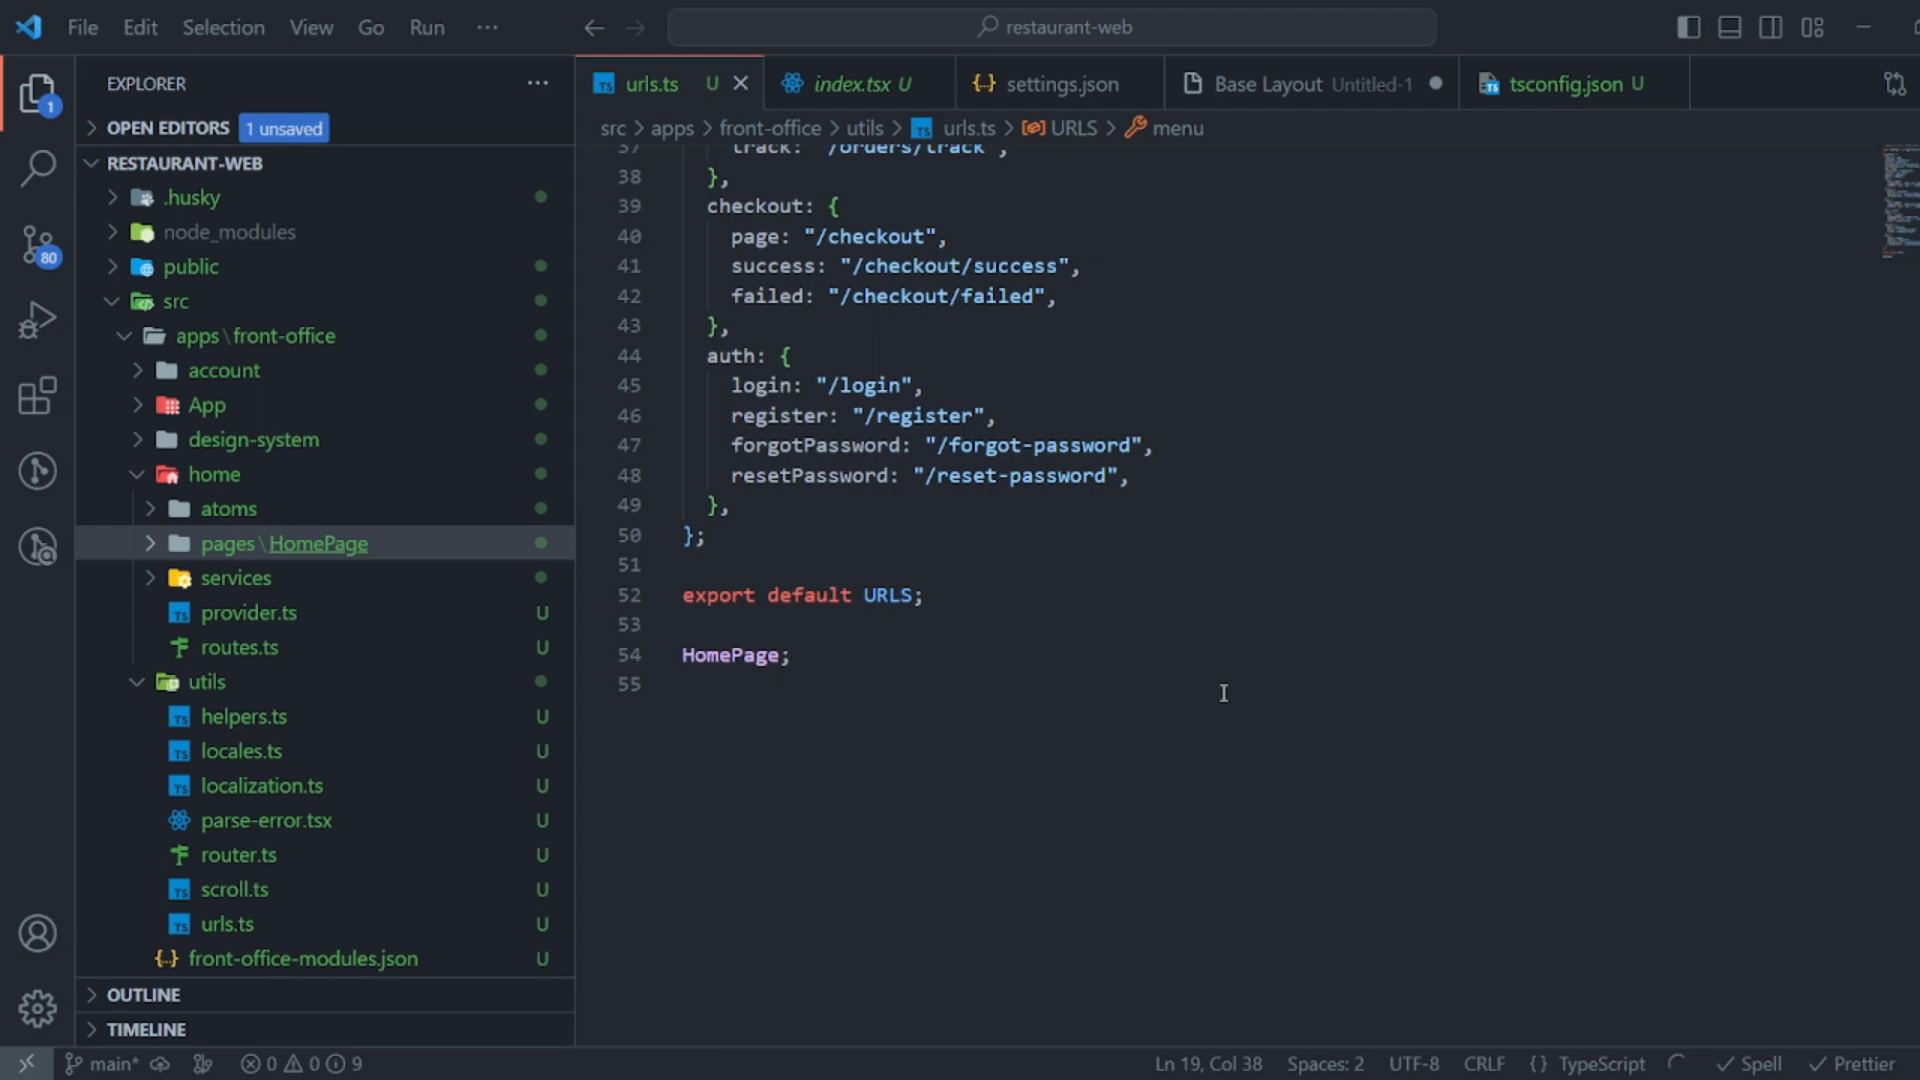 File Edit Selection View Go Run ···
restaurant-web
EXPLORER
OPEN EDITORS 1 unsaved
RESTAURANT-WEB
.husky
node_modules
public
src
apps\front-office
account
App
design-system
home
atoms
pages\HomePage
services
provider.ts U
routes.ts U
utils
helpers.ts U
locales.ts U
localization.ts U
parse-error.tsx U
router.ts U
scroll.ts U
urls.ts U
front-office-modules.json U
OUTLINE
TIMELINE
1
80
urls.ts U
index.tsx U
settings.json
Base Layout Untitled-1
tsconfig.json U
src > apps > front-office > utils > urls.ts > URLS > menu
37 track: "/orders/track",
38 },
39 checkout: {
40 page: "/checkout",
41 success: "/checkout/success",
42 failed: "/checkout/failed",
43 },
44 auth: {
45 login: "/login",
46 register: "/register",
47 forgotPassword: "/forgot-password",
48 resetPassword: "/reset-password",
49 },
50 };
51
52 export default URLS;
53
54 HomePage;
55
main* 0 0 9 Ln 19, Col 38 Spaces: 2 UTF-8 CRLF {} TypeScript Spell Prettier